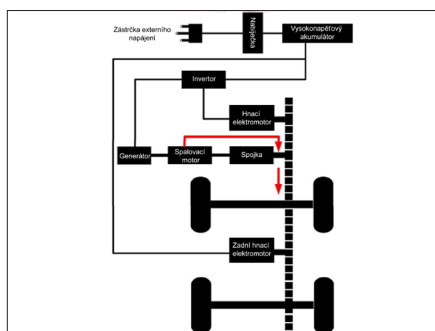 Zástrčka externího
napájení
Nabíječka
Vysokonapěťový
akumulátor
Invertor
Hnací
elektromotor
Generátor
Spalovací
motor
Spojka
Zadní hnací
elektromotor